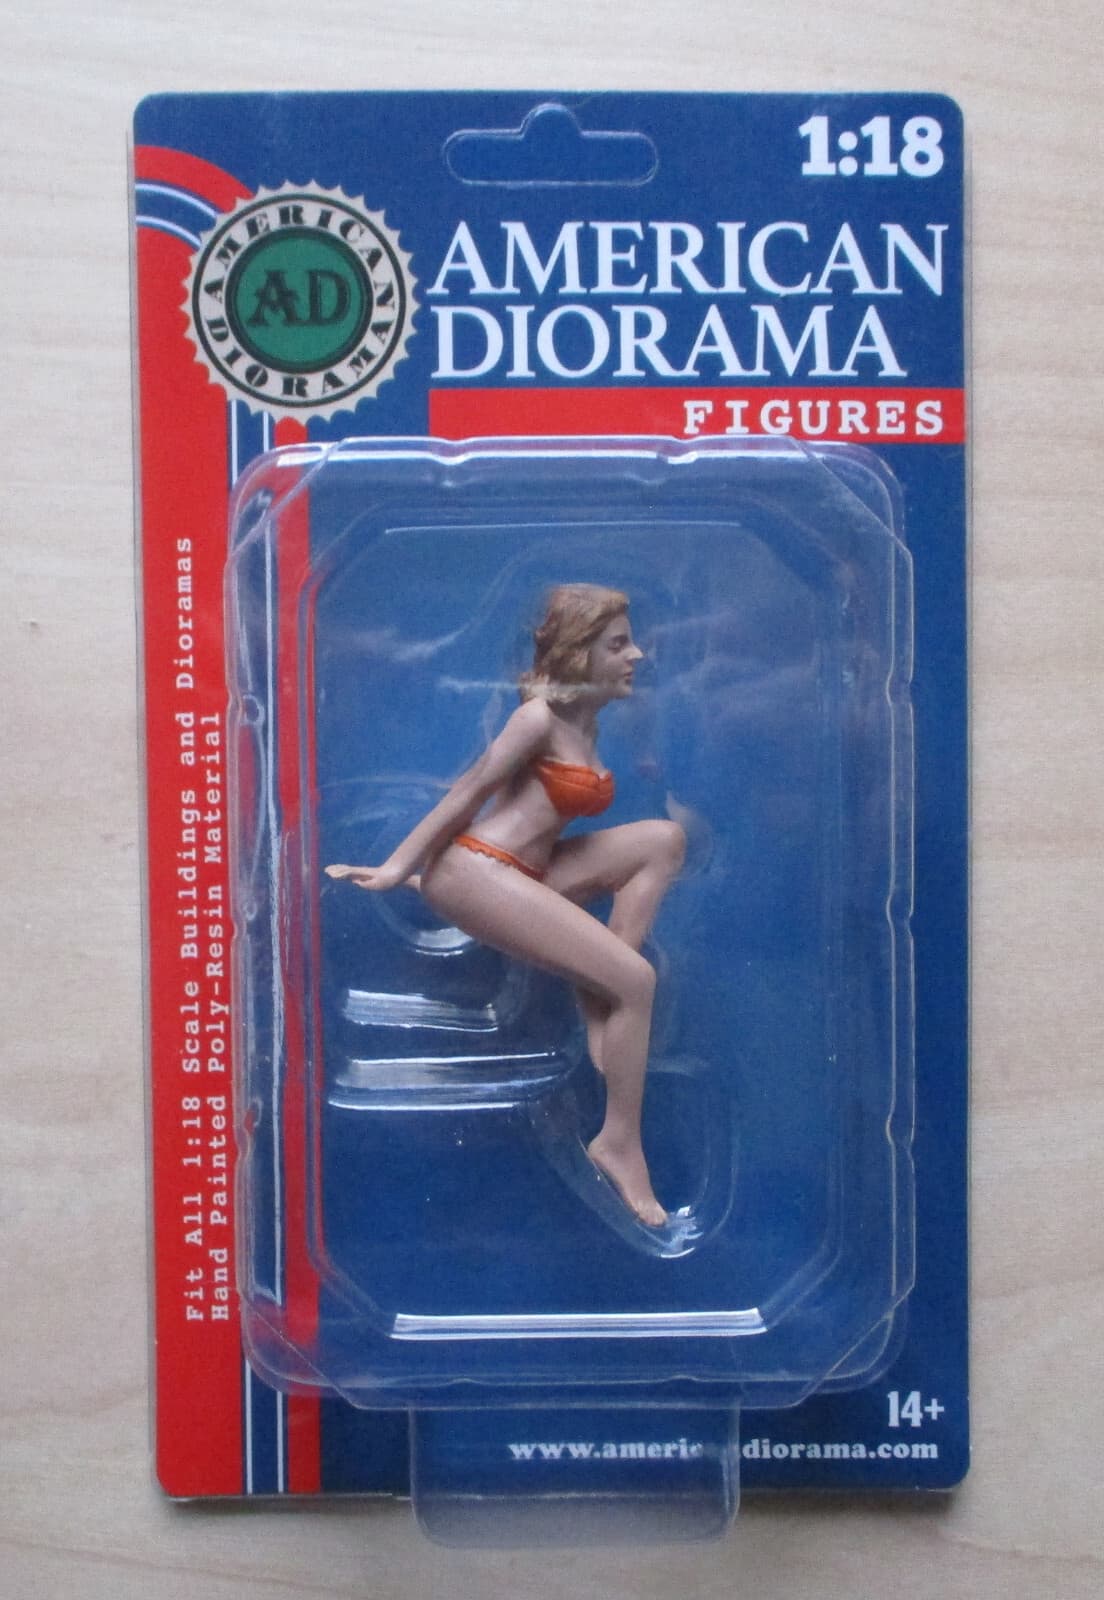 1:18
AMERICAN
DIORAMA
AD
AMERICAN
DIORAMA
FIGURES
Fit All 1:18 Scale Buildings and Dioramas
Hand Painted Poly-Resin Material
14+